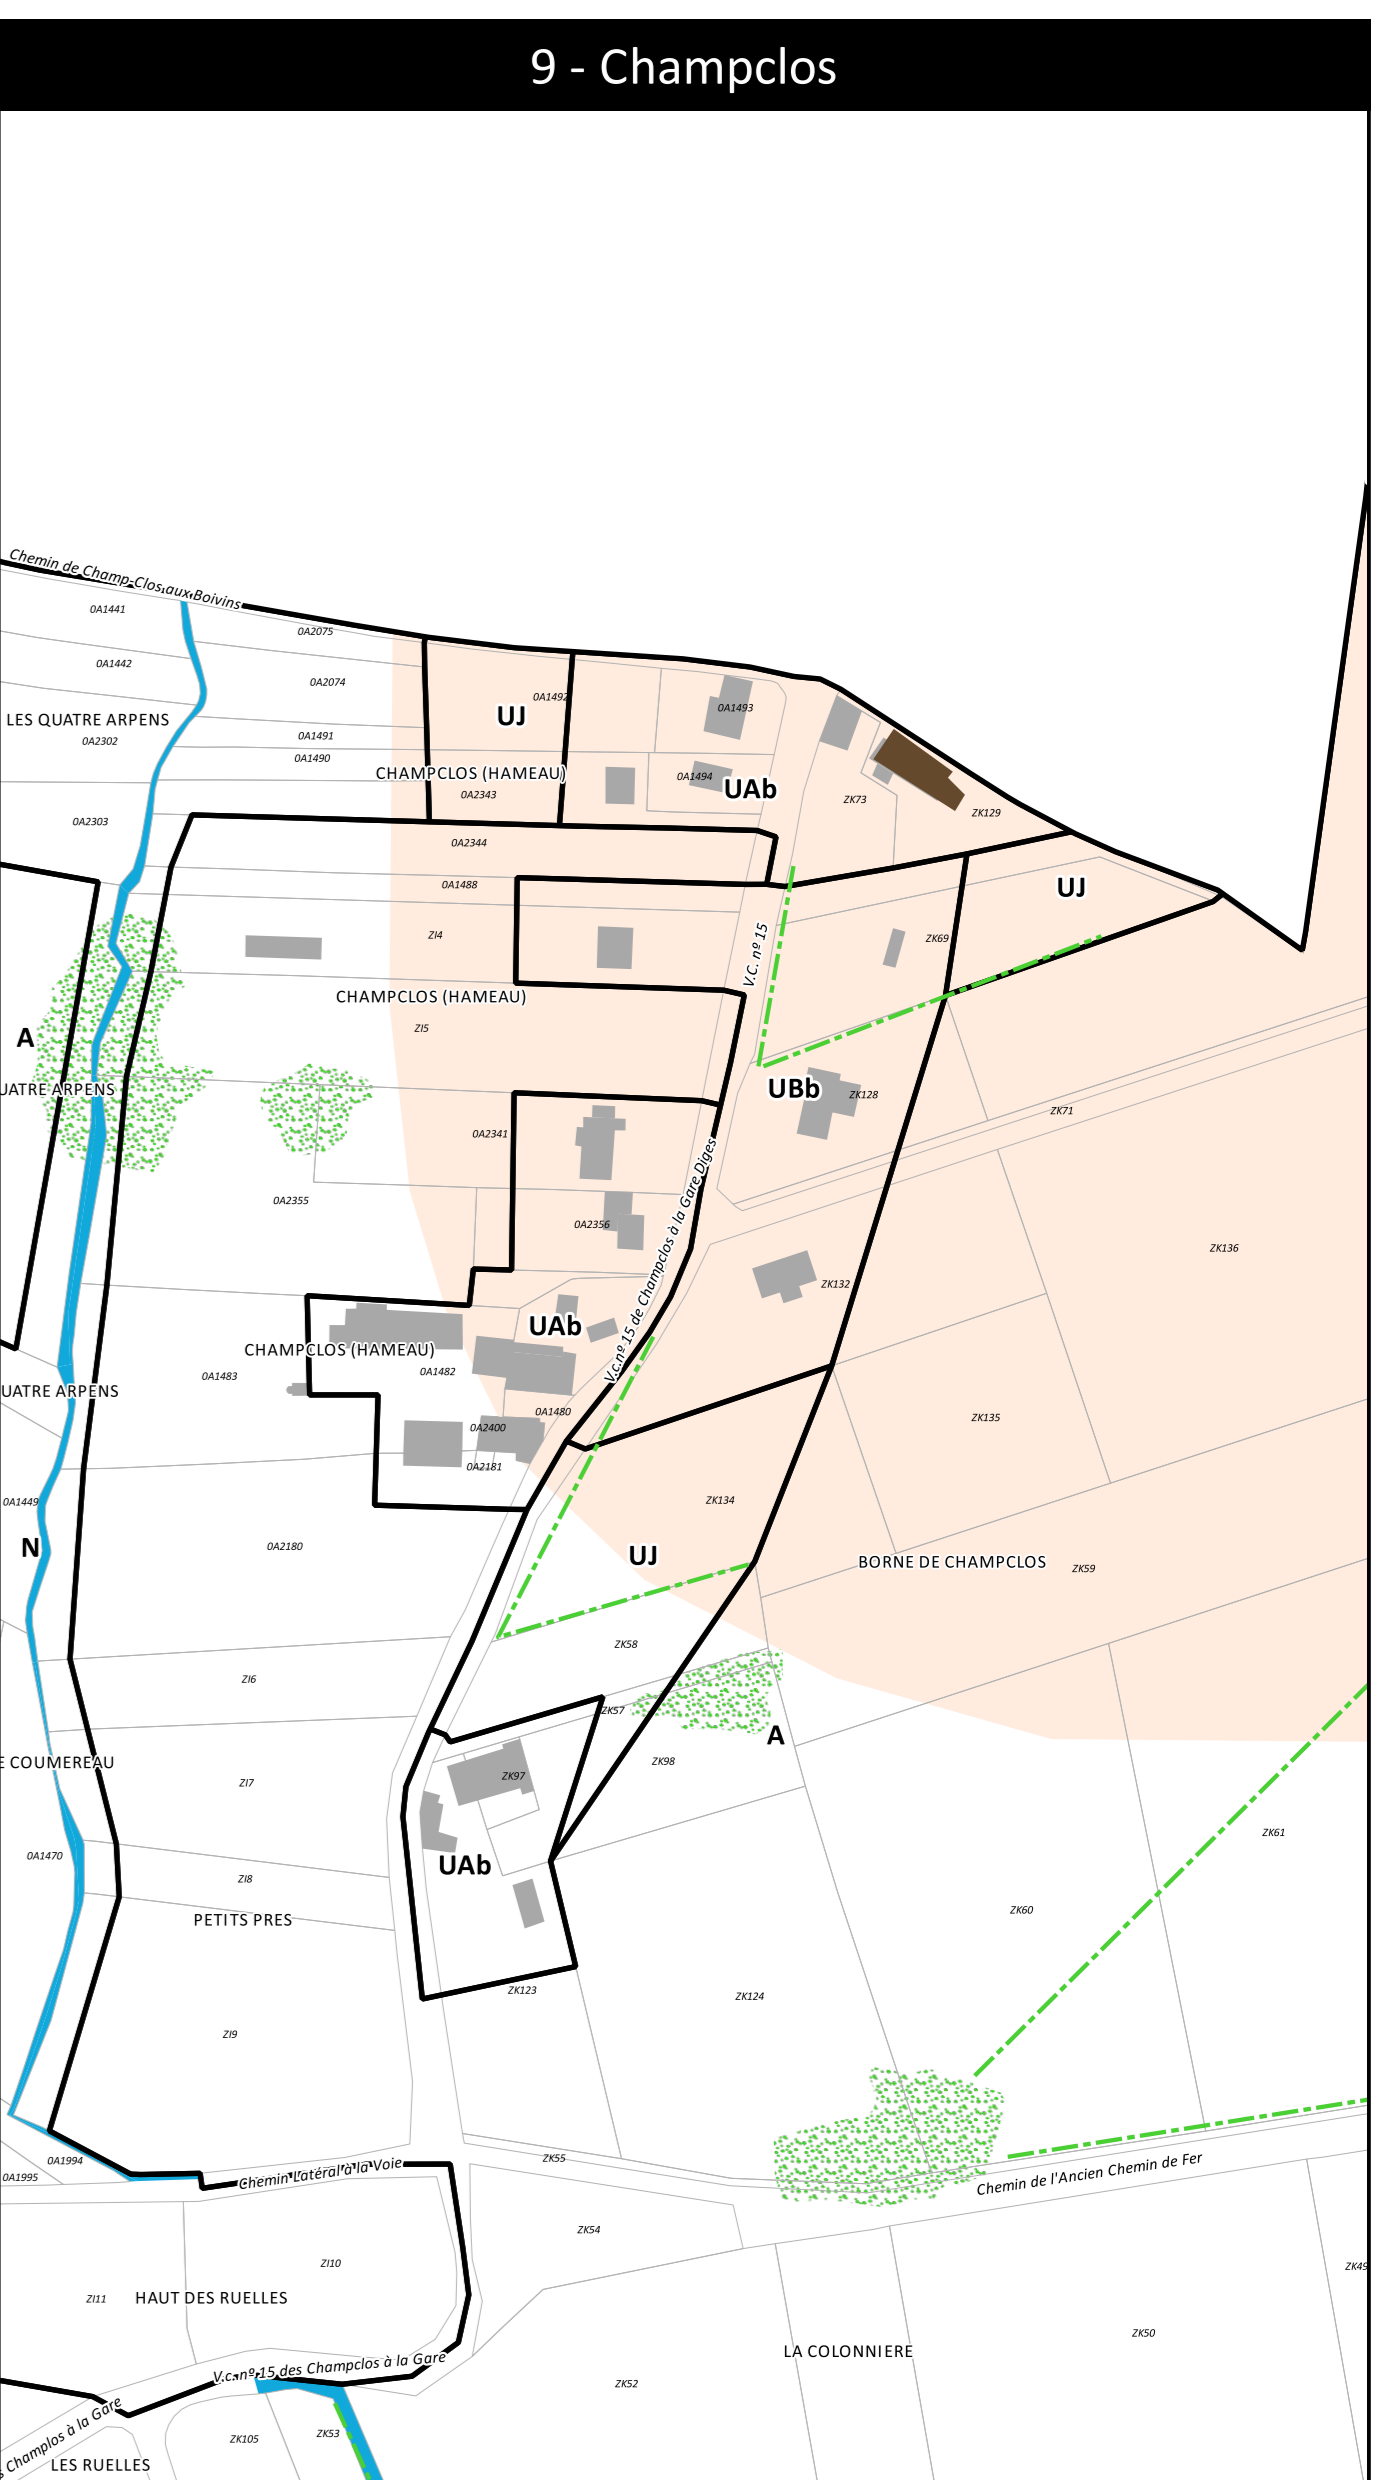 9 - Champclos
Chemin de Champ-Clos aux Boivins
0A1441
0A2075
0A1442
0A2074
0A1492
0A1493
LES QUATRE ARPENS
UJ
0A2302
0A1491
0A1490
CHAMPCLOS (HAMEAU)
0A1494
UAb
0A2343
ZK73
ZK129
0A2303
0A2344
0A1488
UJ
ZI4
ZK69
V.C. nº 15
CHAMPCLOS (HAMEAU)
ZI5
A
UATRE ARPENS
UBb
ZK128
ZK71
0A2341
0A2355
0A2356
V.c.nº 15 de Champclos à la Gare Diges
ZK136
ZK132
UAb
CHAMPCLOS (HAMEAU)
0A1483
0A1482
UATRE ARPENS
0A1480
0A2400
ZK135
0A2181
0A1449
ZK134
N
0A2180
UJ
BORNE DE CHAMPCLOS
ZK59
ZK58
ZI6
ZK57
A
E COUMEREAU
ZK98
ZI7
ZK97
ZK61
0A1470
UAb
ZI8
PETITS PRES
ZK60
ZK123
ZK124
ZI9
0A1994
0A1995
Chemin Latéral à la Voie
ZK55
Chemin de l'Ancien Chemin de Fer
ZK54
ZI10
ZK49
ZI11
HAUT DES RUELLES
ZK50
LA COLONNIERE
V.c. nº 15 des Champclos à la Gare
ZK52
s Champlos à la Gare
ZK105
ZK53
LES RUELLES